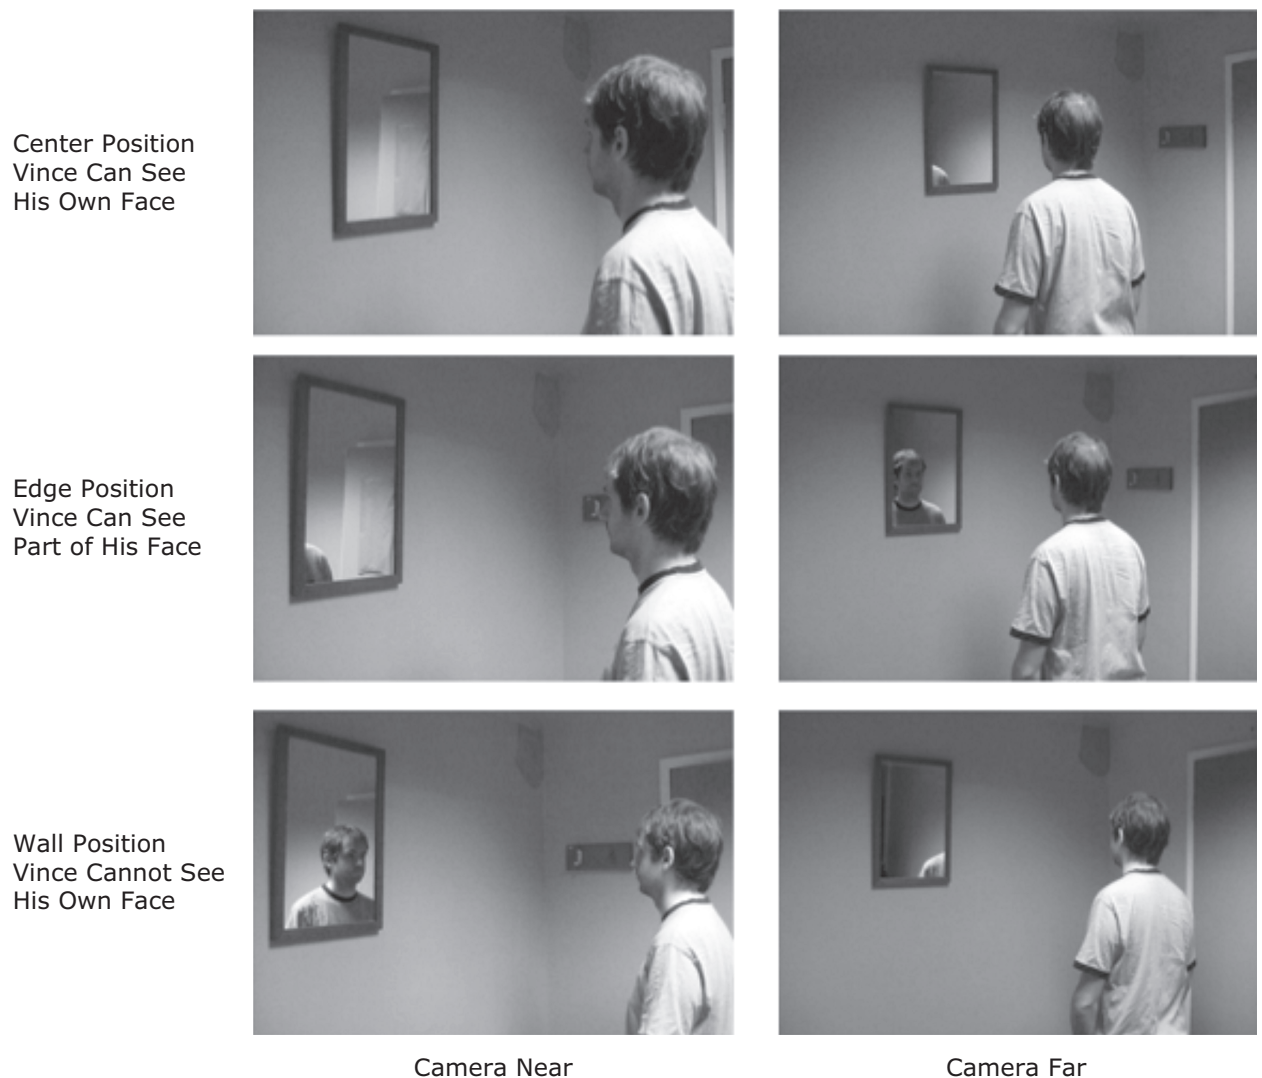 Center Position
Vince Can See
His Own Face
Edge Position
Vince Can See
Part of His Face
Wall Position
Vince Cannot See
His Own Face
Camera Near
Camera Far